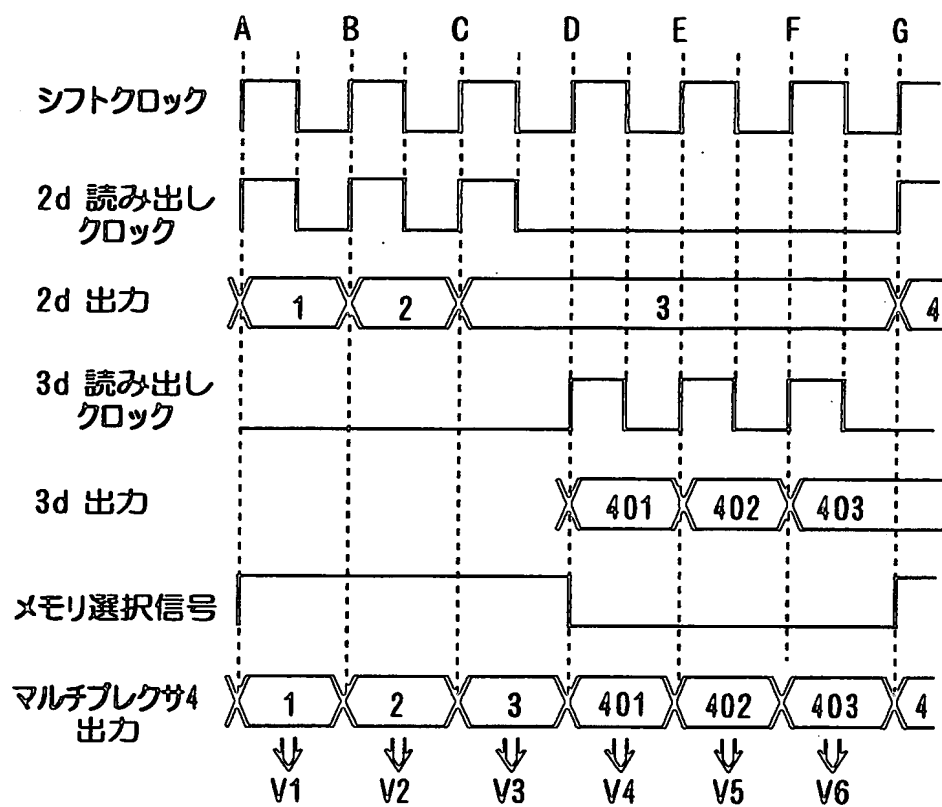 A B C D E F G
シフトクロック
2d 読み出し
クロック
2d 出力
1 2 3 4
3d 読み出し
クロック
3d 出力
401 402 403
メモリ選択信号
マルチプレクサ4
出力
1 2 3 401 402 403 4
V1 V2 V3 V4 V5 V6